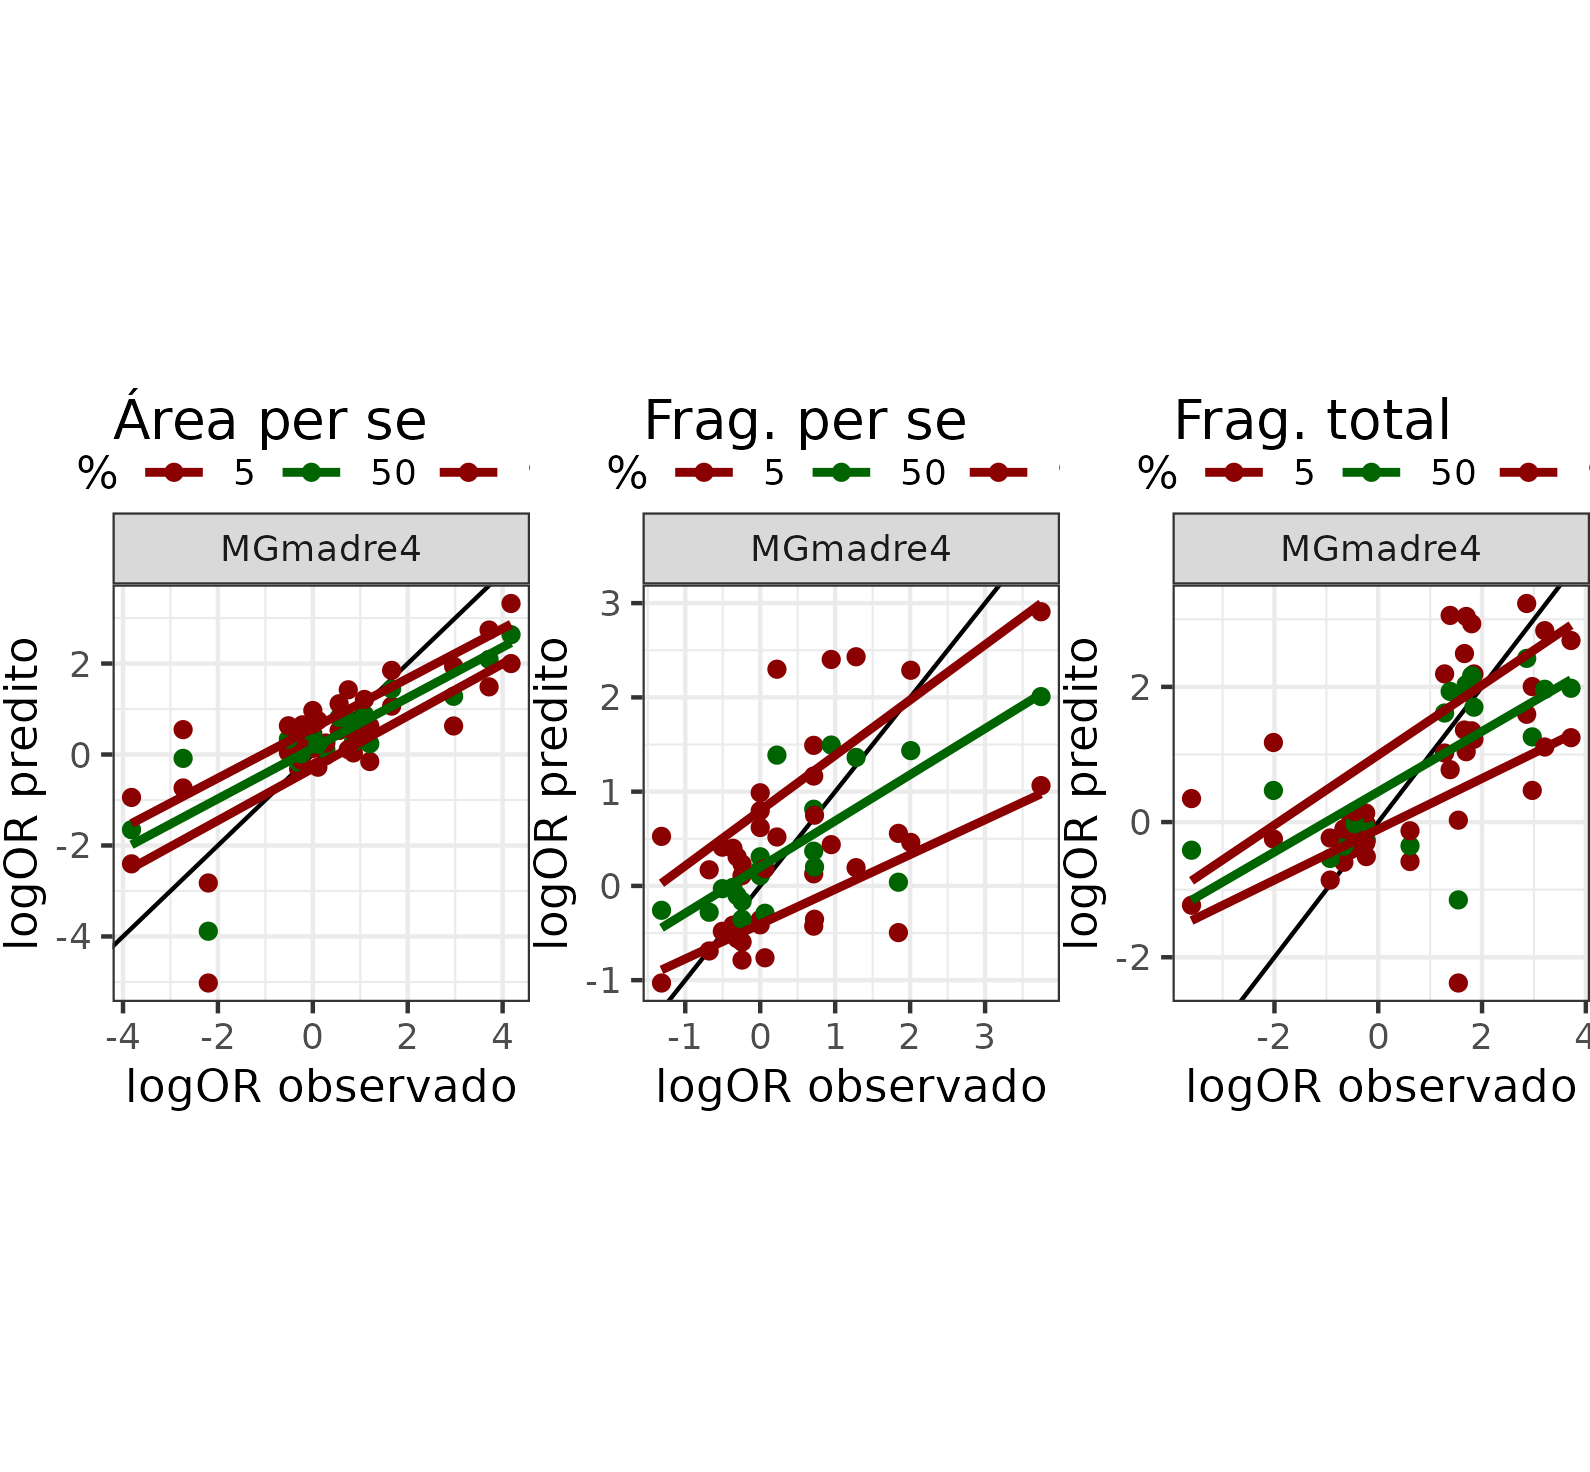 Área per se
Frag. per se
Frag. total
% 5 50
% 5 50
% 5 50
MGmadre4
MGmadre4
MGmadre4
logOR predito
2
0
-2
-4
-4 -2 0 2 4
logOR observado
logOR predito
3
2
1
0
-1
-1 0 1 2 3
logOR observado
logOR predito
2
0
-2
-2 0 2 4
logOR observado